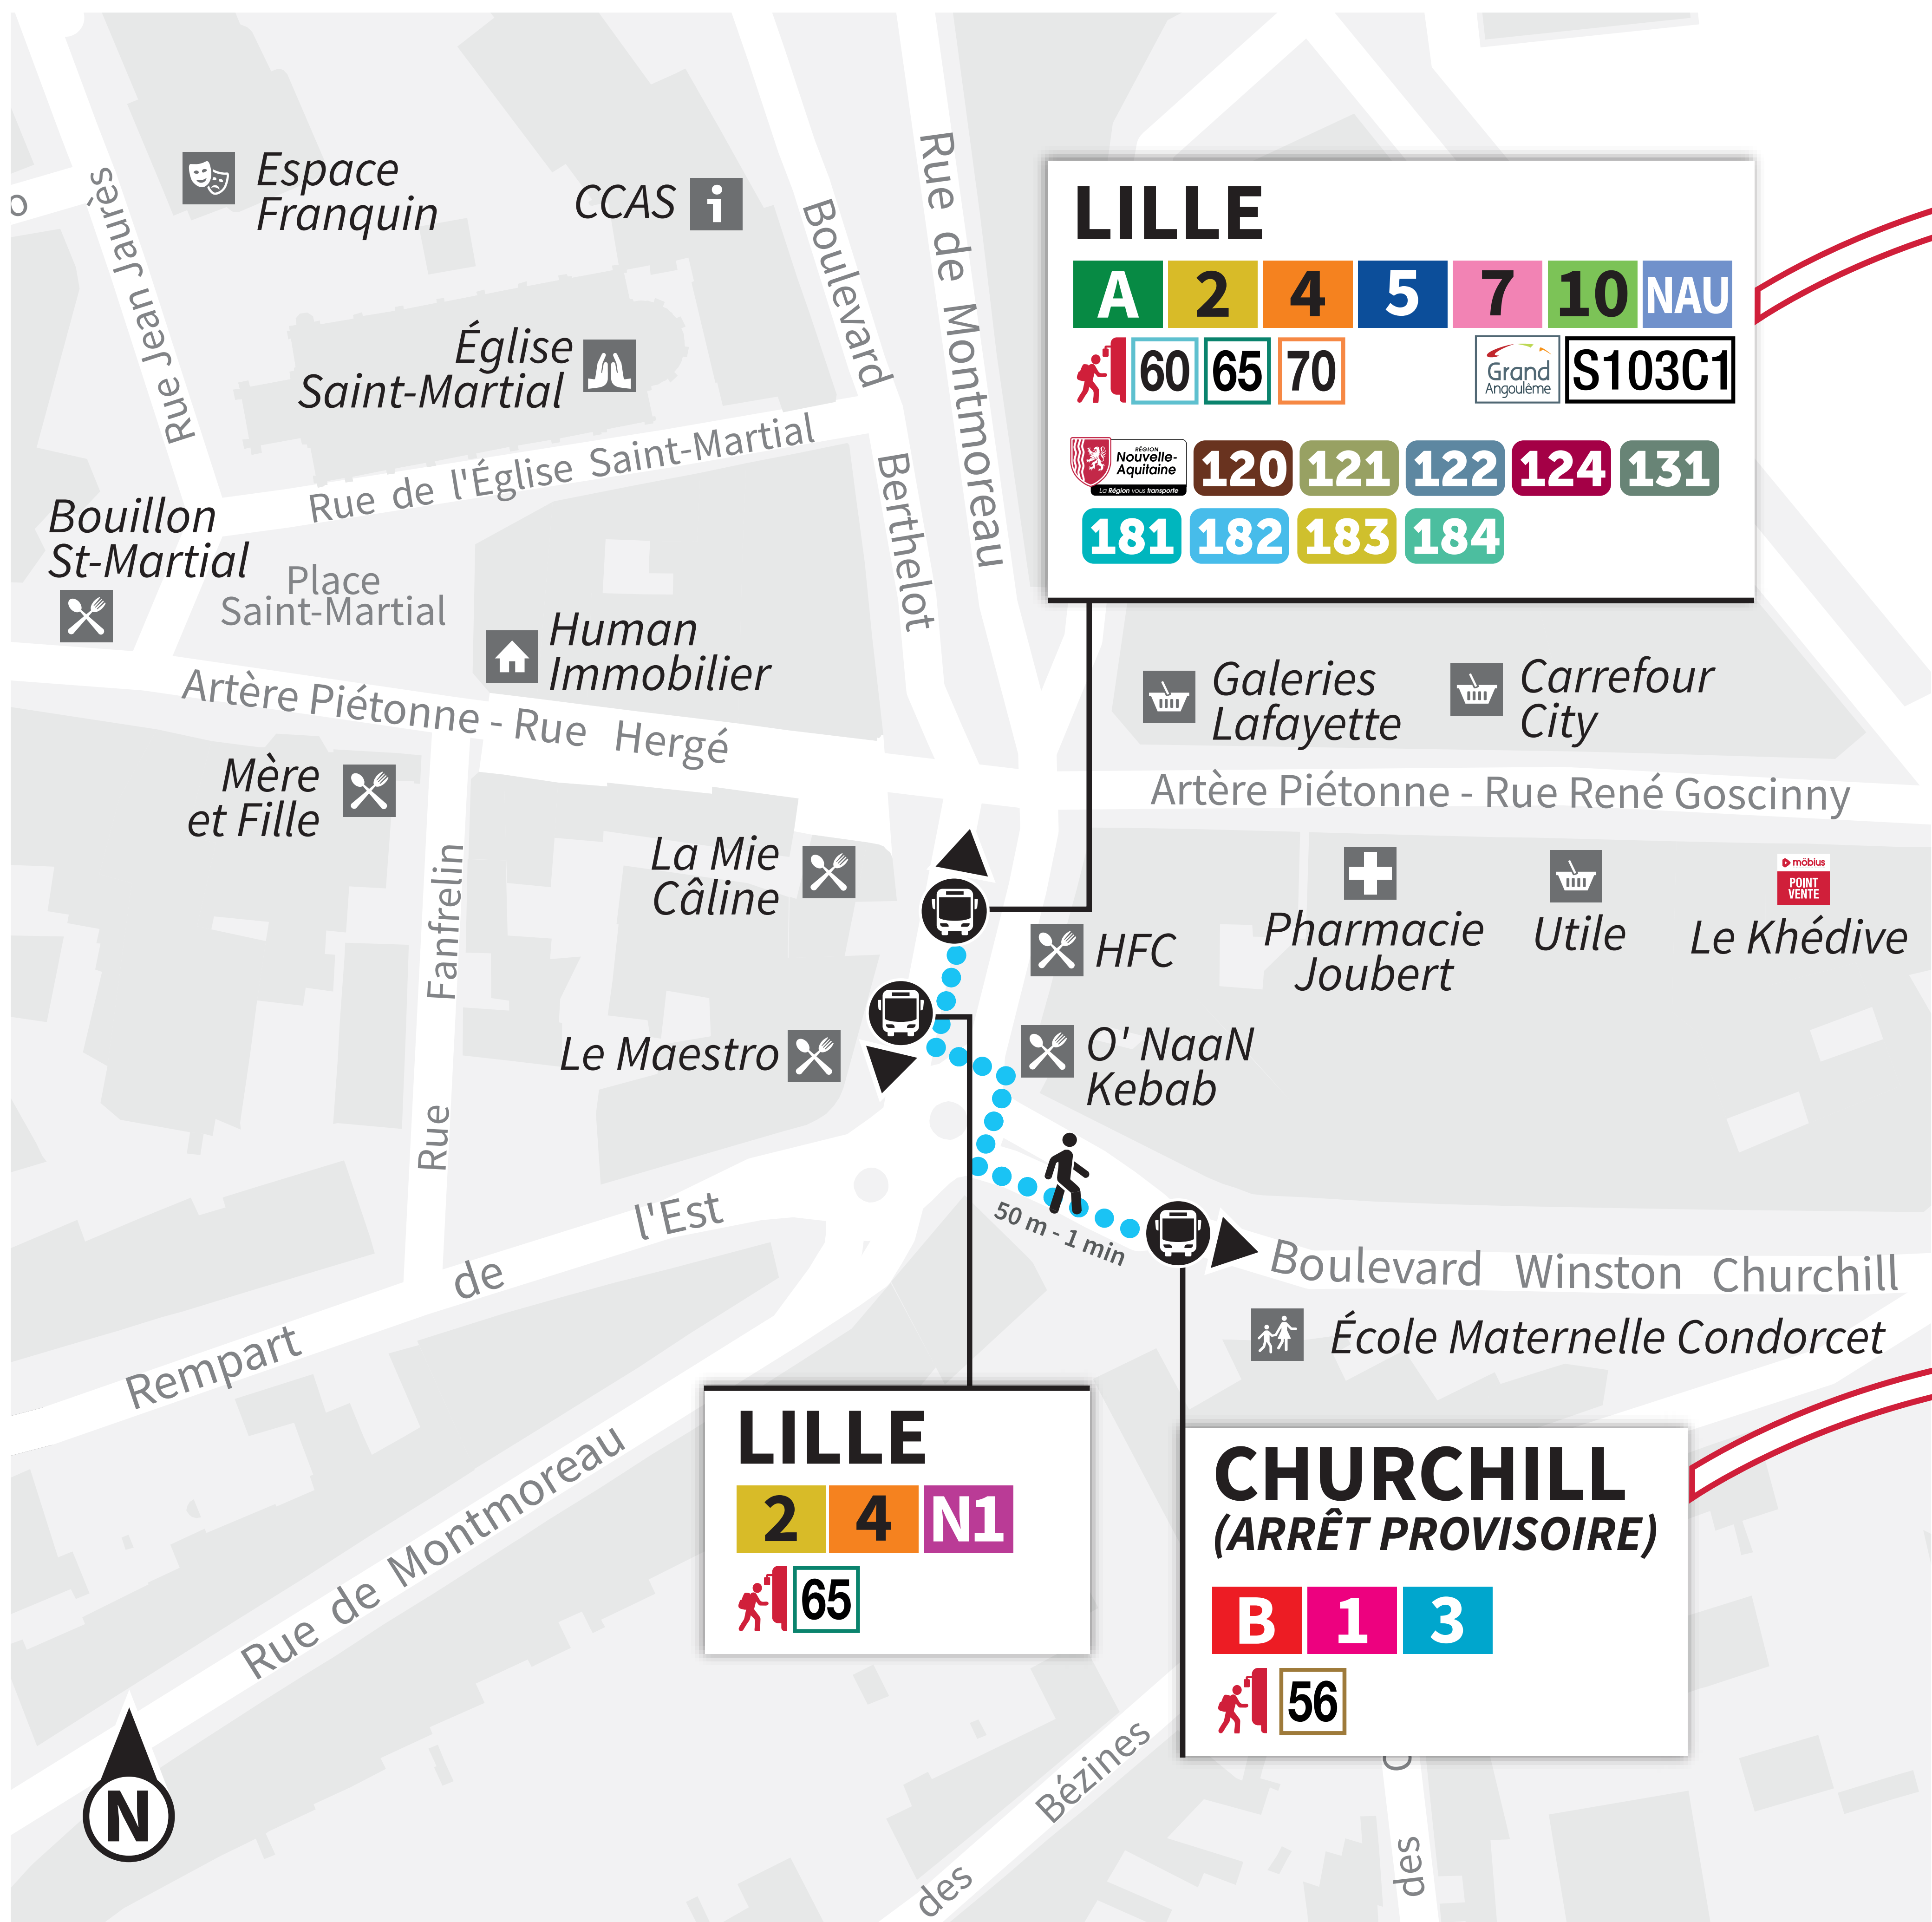 Espace
Franquin
CCAS
Rue Jean Jaurès
Église
Saint-Martial
Rue de l'Église Saint-Martial
Boulevard Berthelot
Rue de Montmoreau
LILLE
A 2 4 5 7 10 NAU
60 65 70
Grand
Angoulême
S103C1
RÉGION
Nouvelle-
Aquitaine
La Région vous transporte
120 121 122 124 131
181 182 183 184
Bouillon
St-Martial
Place
Saint-Martial
Human
Immobilier
Artère Piétonne - Rue Hergé
Galeries
Lafayette
Carrefour
City
Artère Piétonne - Rue René Goscinny
Mère
et Fille
La Mie
Câline
Rue Fanfrelin
HFC
Pharmacie
Joubert
Utile
möbius
POINT
VENTE
Le Khédive
Le Maestro
O' NaaN
Kebab
50 m - 1 min
Boulevard Winston Churchill
École Maternelle Condorcet
Rempart de l'Est
Rue de Montmoreau
LILLE
2 4 N1
65
CHURCHILL
(ARRÊT PROVISOIRE)
B 1 3
56
N
des Bézines
des